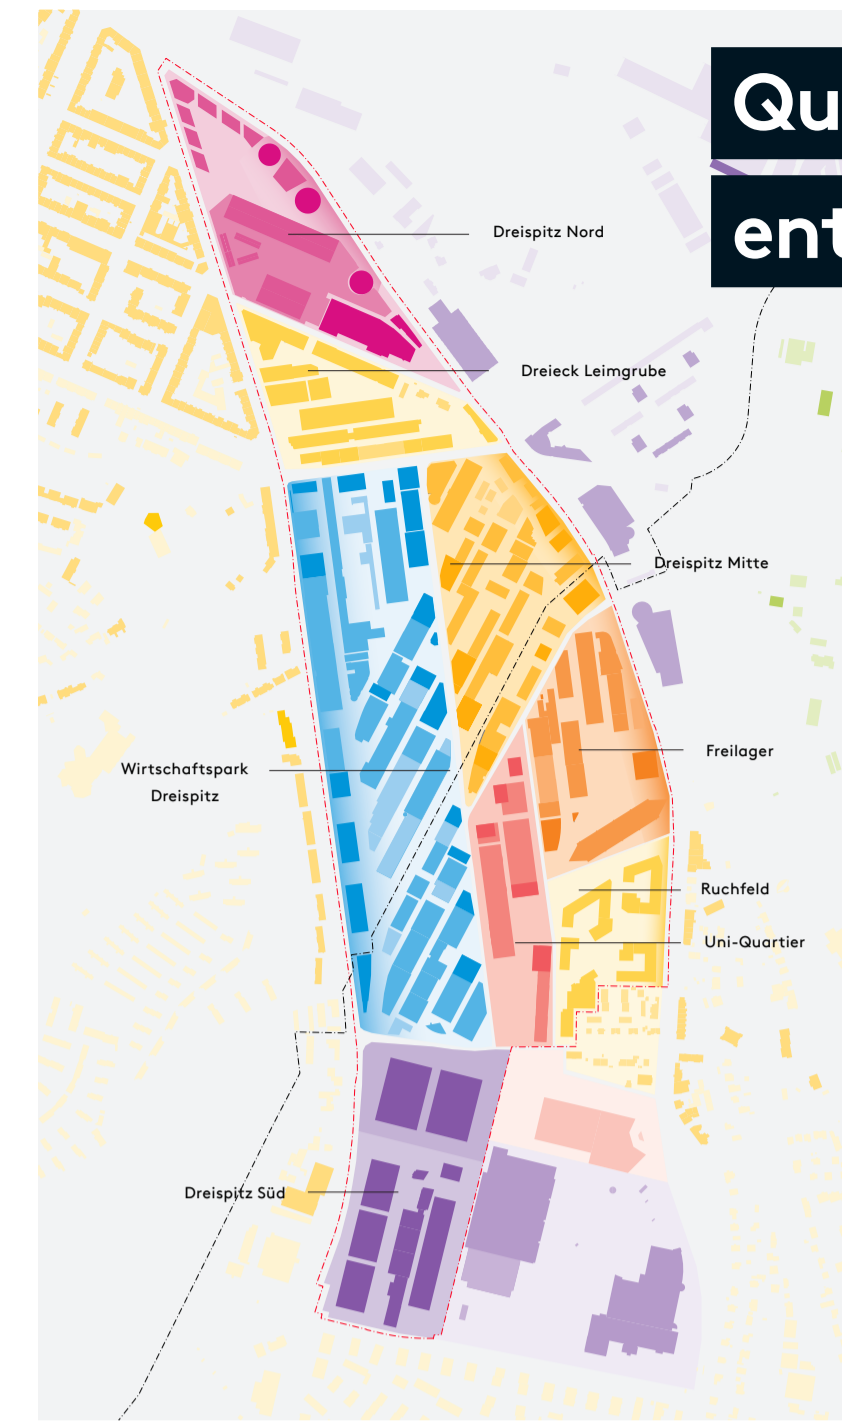 Qu
ent
Dreispitz Nord
Dreieck Leimgrube
Dreispitz Mitte
Freilager
Wirtschaftspark
Dreispitz
Ruchfeld
Uni-Quartier
Dreispitz Süd